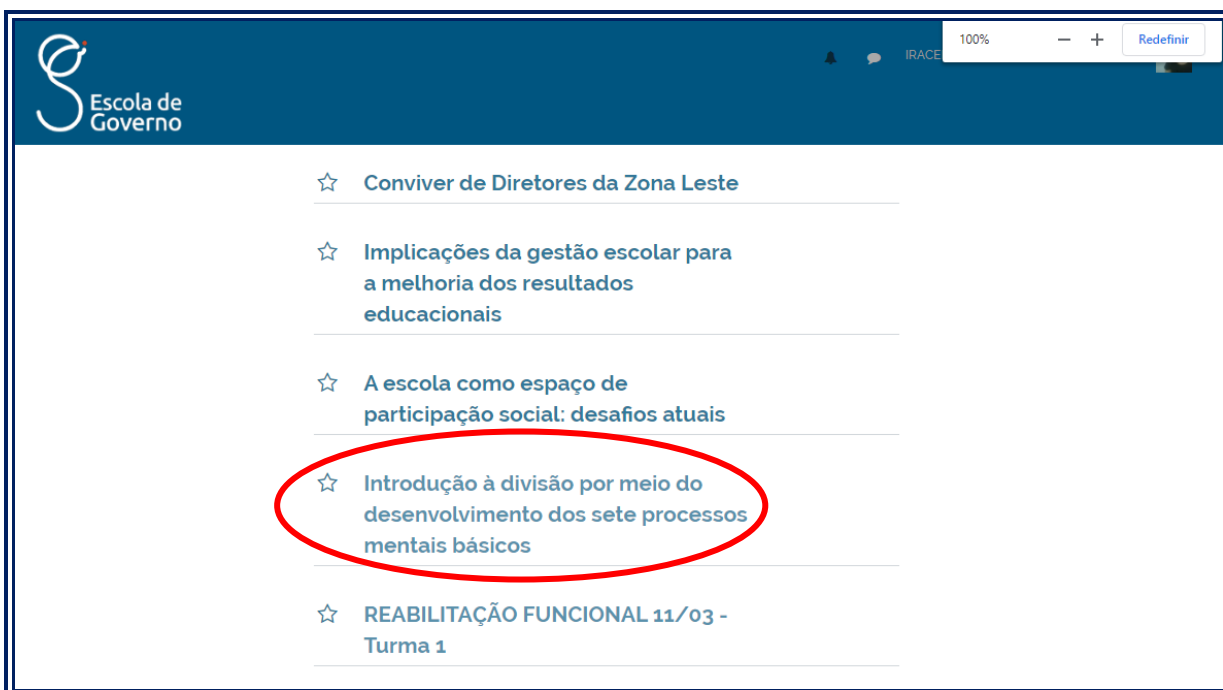 100% − + Redefinir
IRACE
Escola de
Governo
Conviver de Diretores da Zona Leste
Implicações da gestão escolar para
a melhoria dos resultados
educacionais
A escola como espaço de
participação social: desafios atuais
Introdução à divisão por meio do
desenvolvimento dos sete processos
mentais básicos
REABILITAÇÃO FUNCIONAL 11/03 -
Turma 1